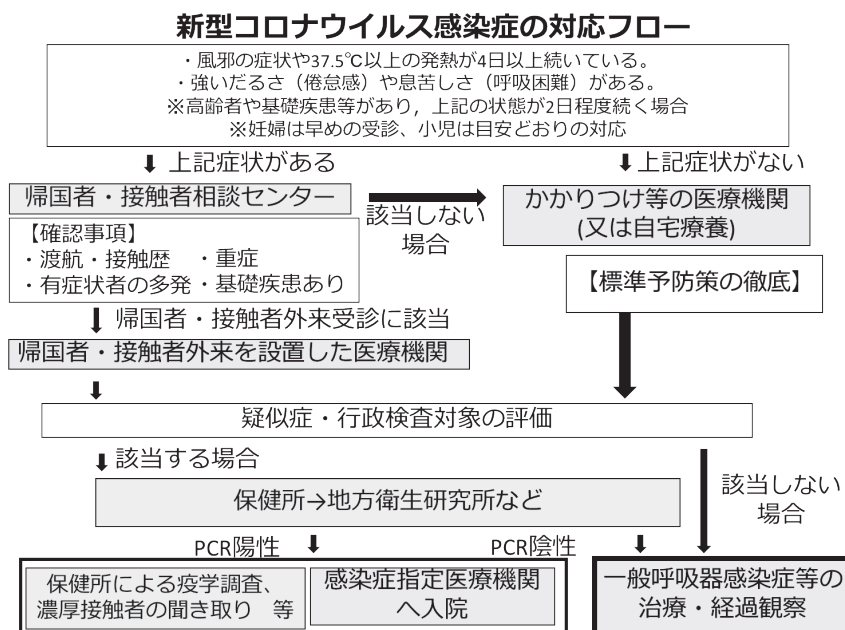 新型コロナウイルス感染症の対応フロー
・風邪の症状や37.5℃以上の発熱が4日以上続いている。
・強いだるさ（倦怠感）や息苦しさ（呼吸困難）がある。
※高齢者や基礎疾患等があり，上記の状態が2日程度続く場合
※妊婦は早めの受診、小児は目安どおりの対応
⬇ 上記症状がある
⬇ 上記症状がない
帰国者・接触者相談センター
該当しない
場合
かかりつけ等の医療機関
(又は自宅療養)
【確認事項】
・渡航・接触歴 ・重症
・有症状者の多発・基礎疾患あり
【標準予防策の徹底】
帰国者・接触者外来受診に該当
帰国者・接触者外来を設置した医療機関
疑似症・行政検査対象の評価
該当する場合
該当しない
場合
保健所→地方衛生研究所など
PCR陽性
PCR陰性
保健所による疫学調査、
濃厚接触者の聞き取り 等
感染症指定医療機関
へ入院
一般呼吸器感染症等の
治療・経過観察